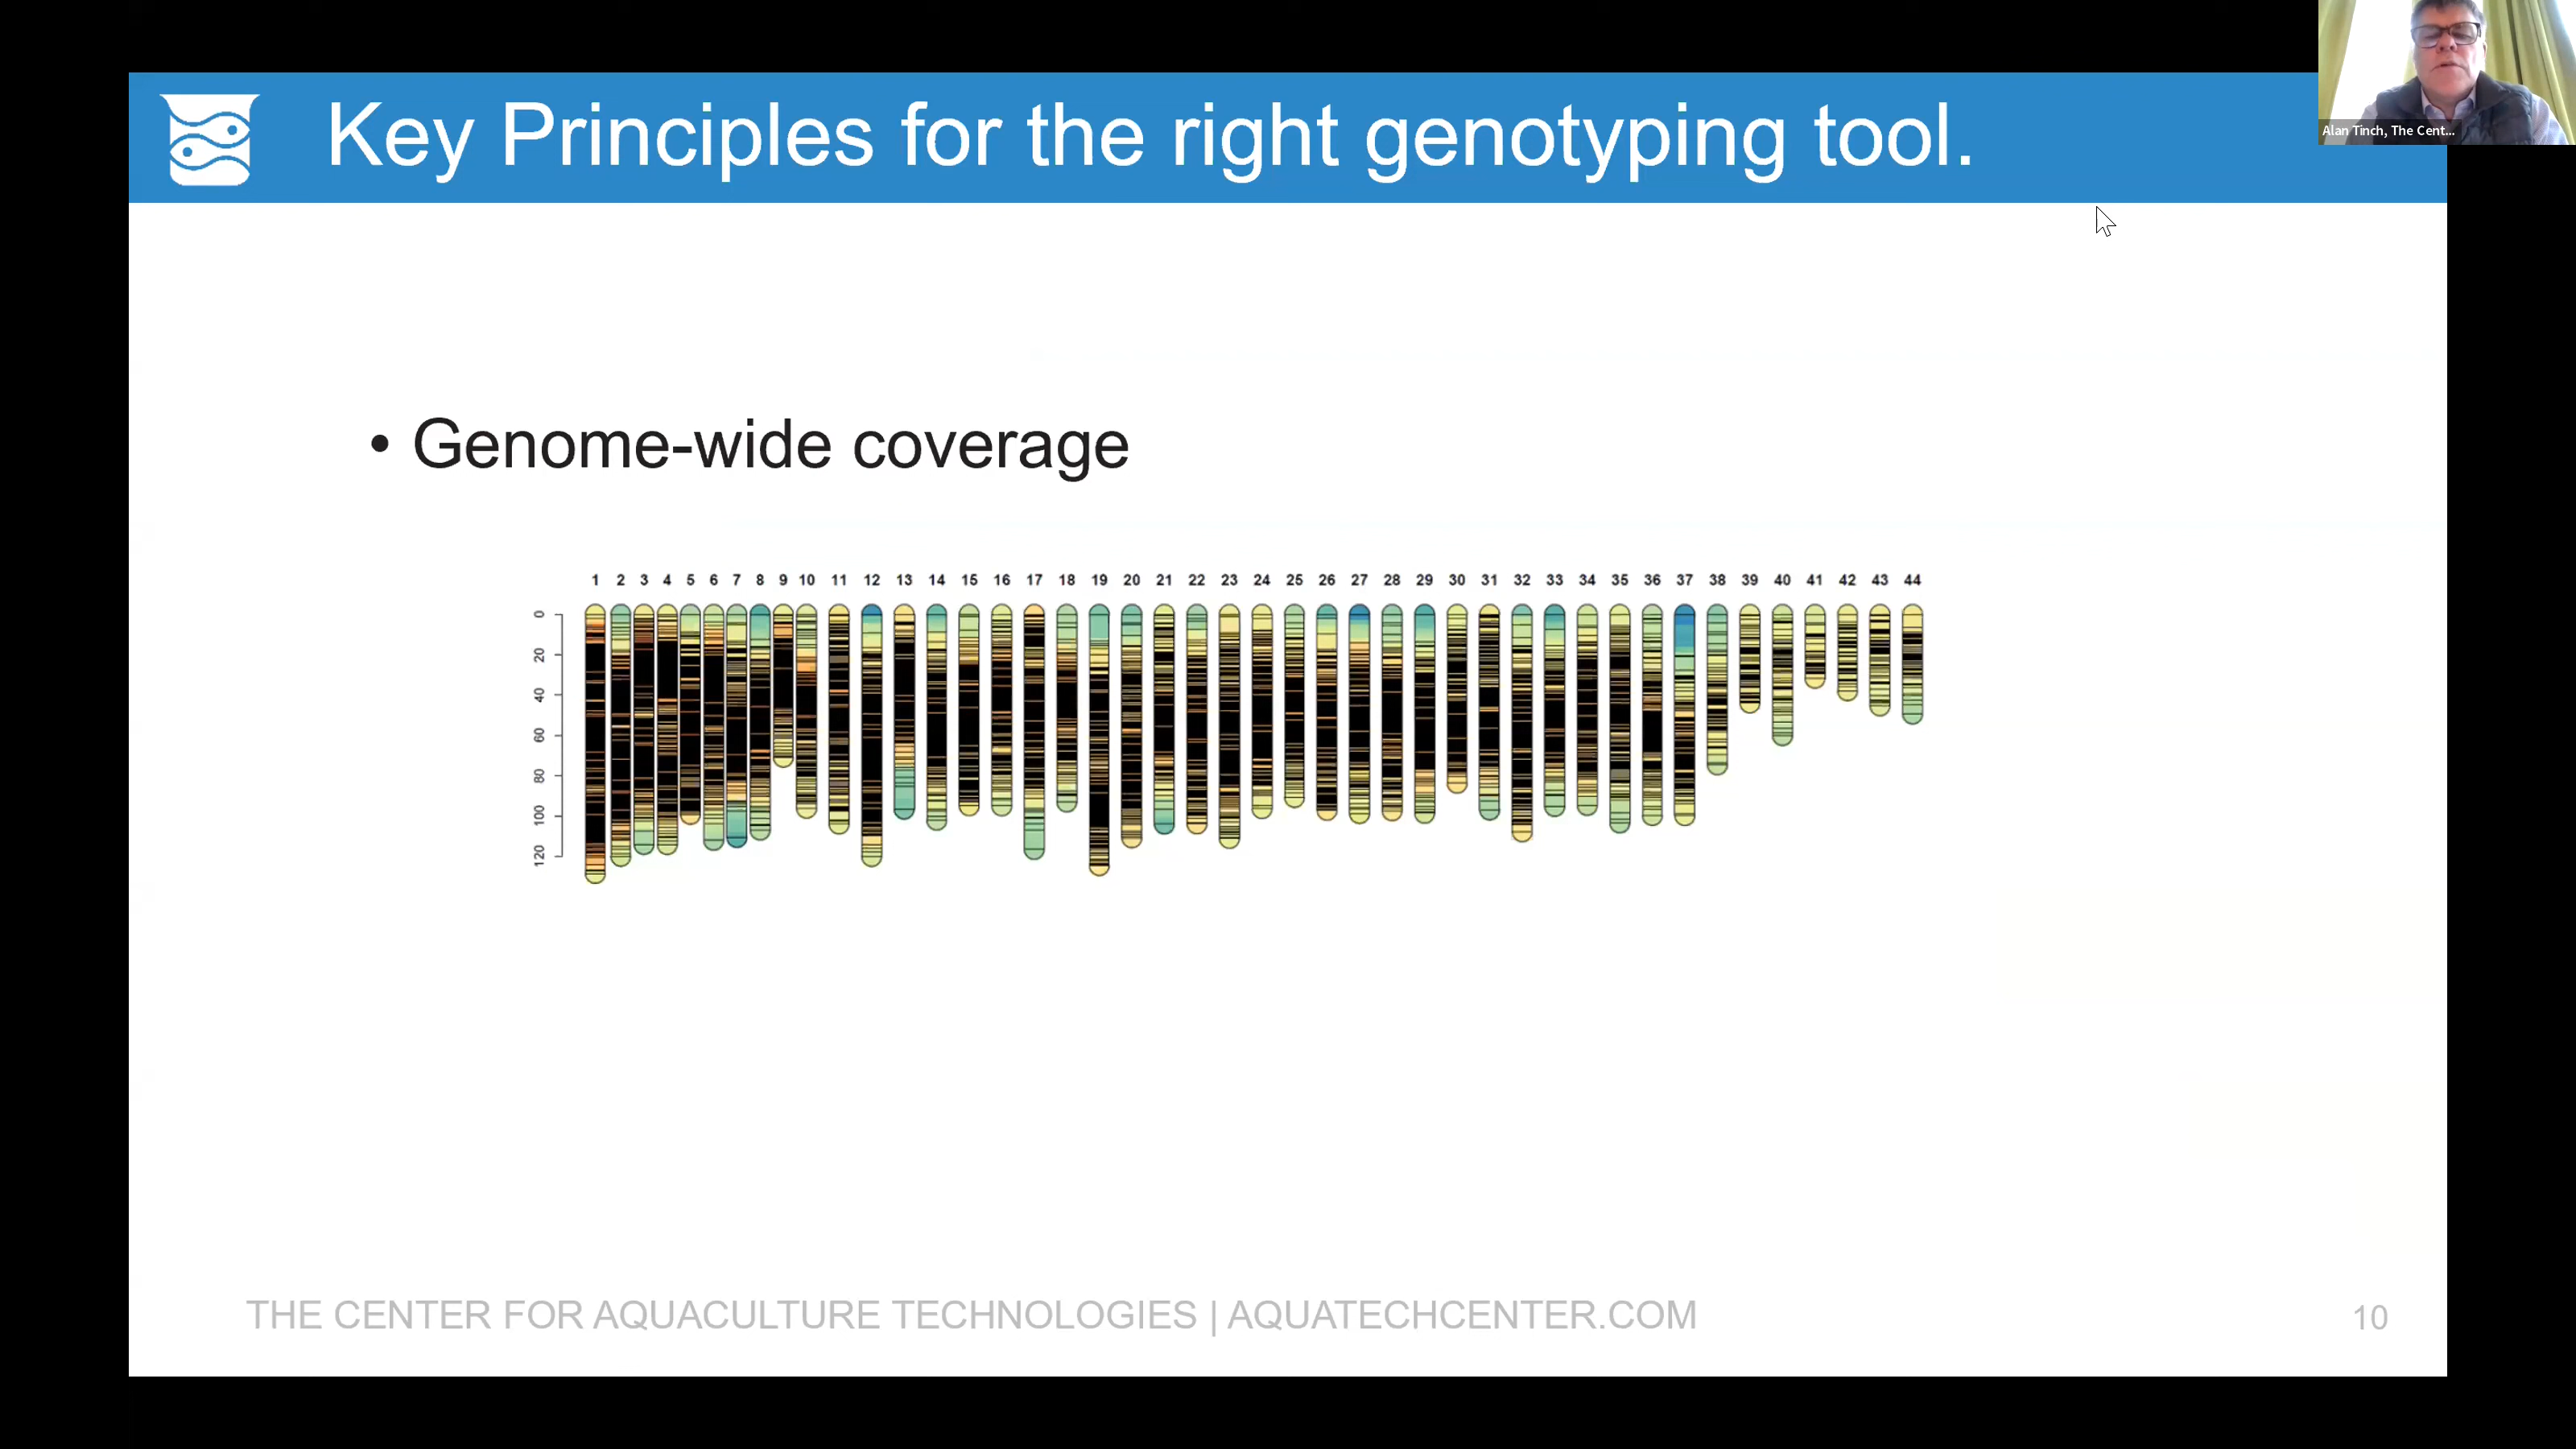 Key Principles for the right genotyping tool.
Alan Tinch, The Cent...
• Genome-wide coverage
1 2 3 4 5 6 7 8 9 10 11 12 13 14 15 16 17 18 19 20 21 22 23 24 25 26 27 28 29 30 31 32 33 34 35 36 37 38 39 40 41 42 43 44
0
20
40
60
80
100
120
THE CENTER FOR AQUACULTURE TECHNOLOGIES | AQUATECHCENTER.COM
10